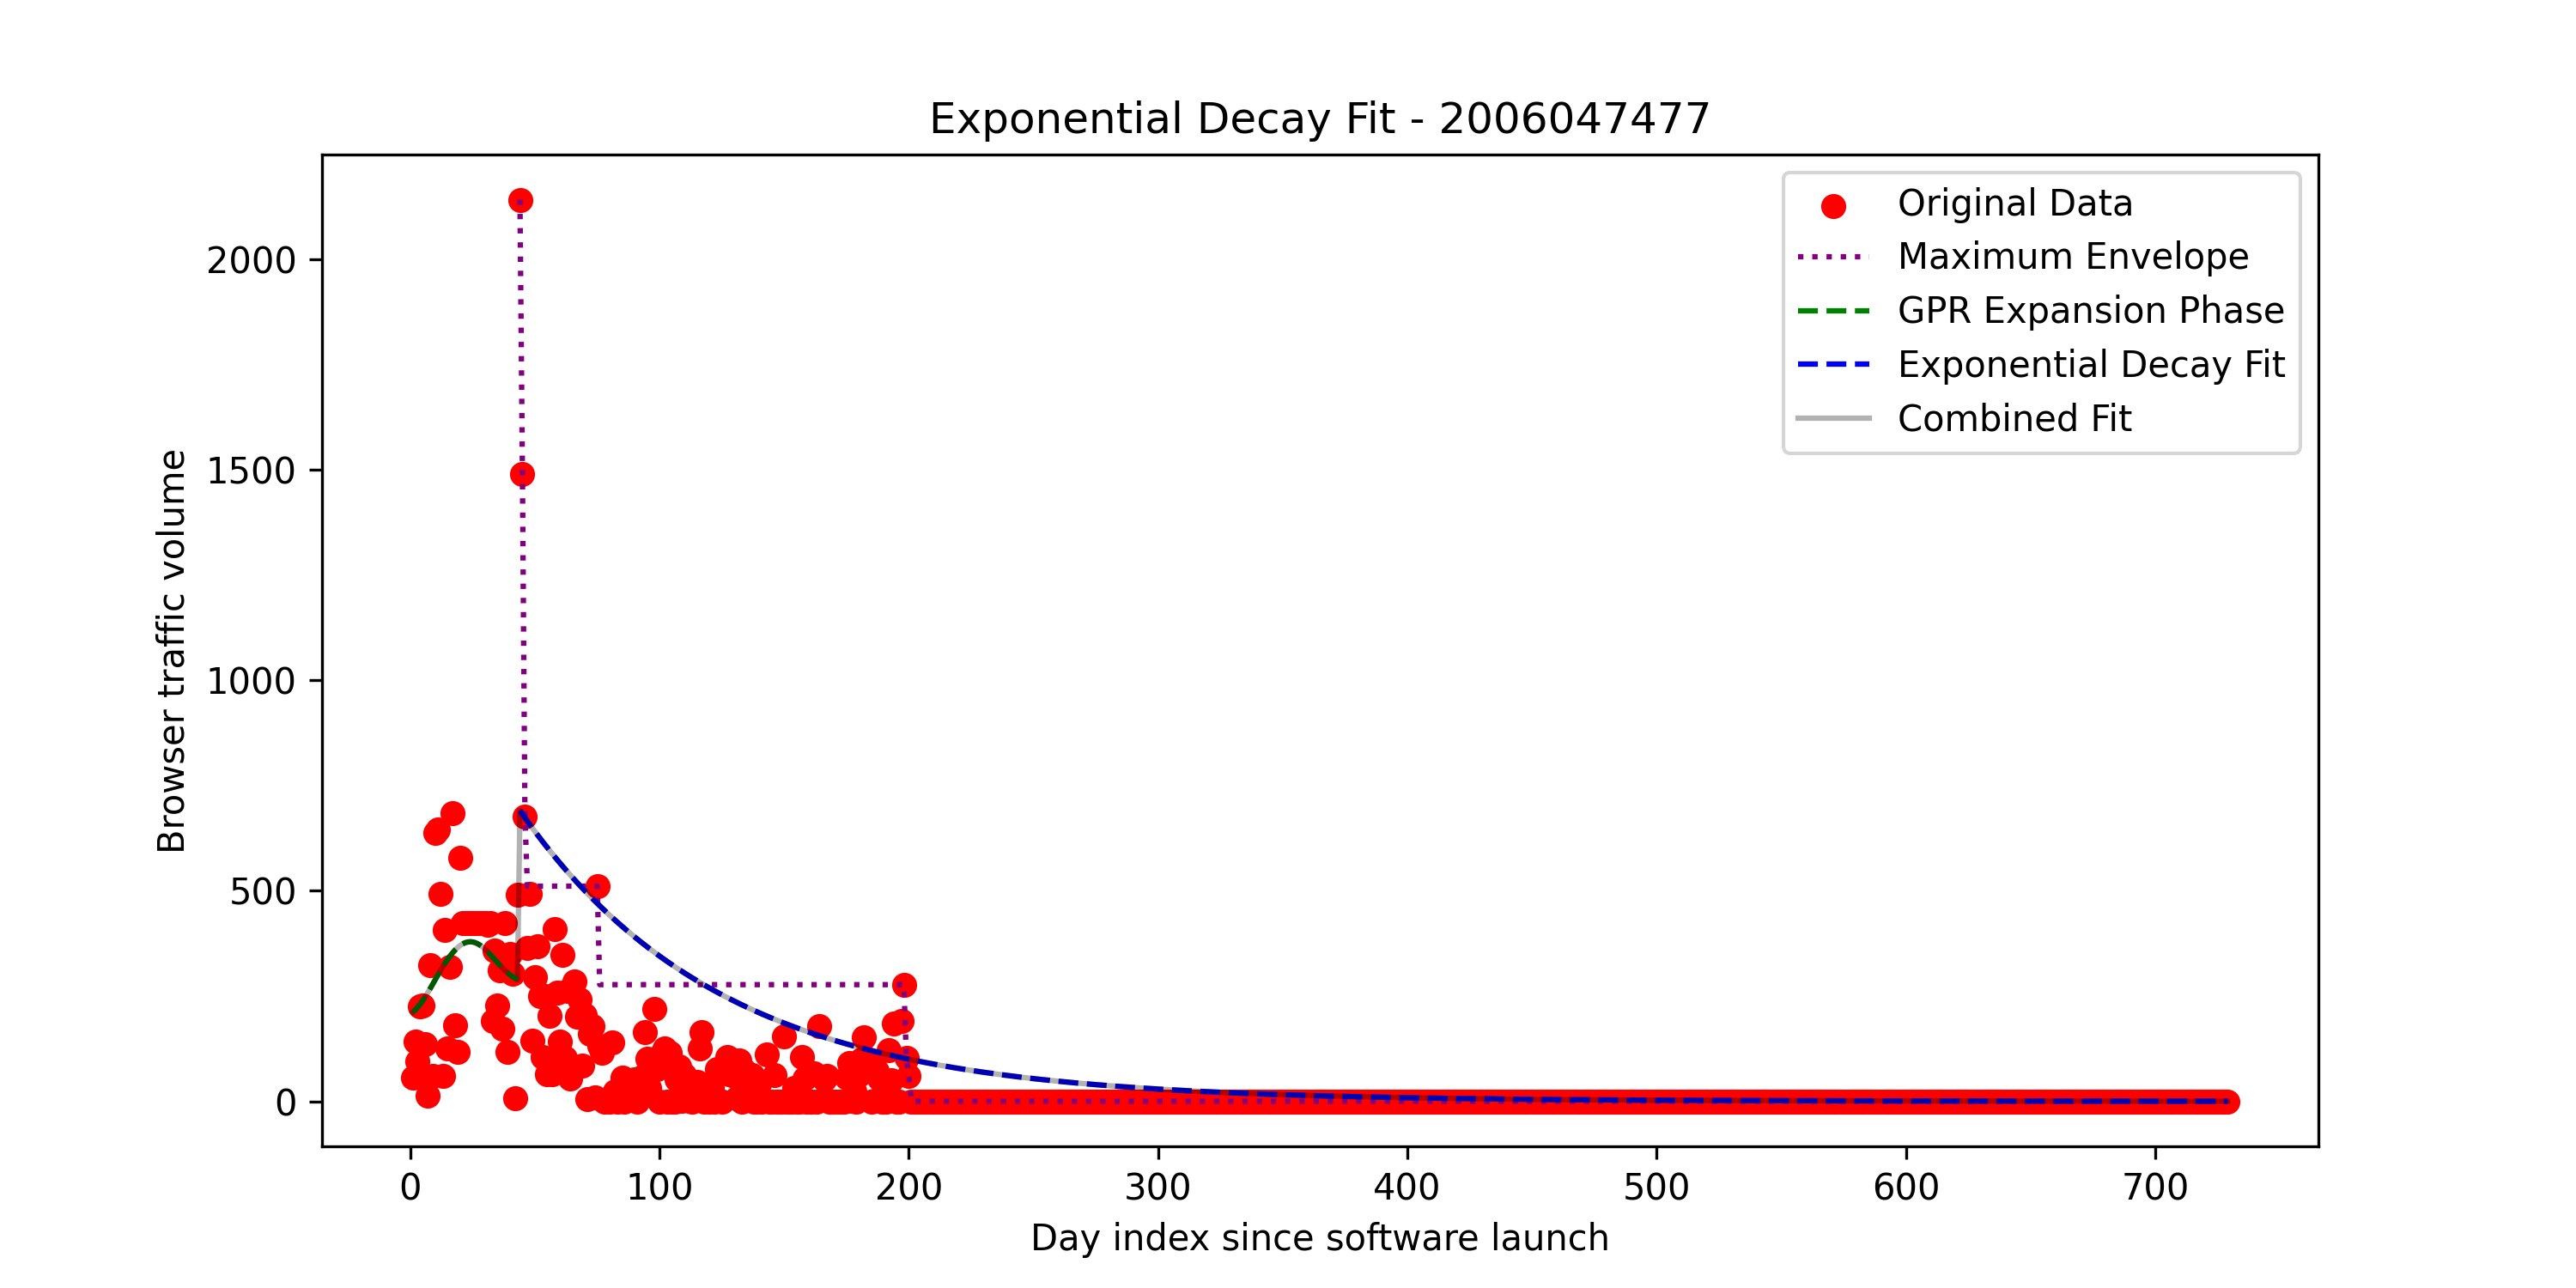 Exponential Decay Fit - 2006047477
Original Data
Maximum Envelope
GPR Expansion Phase
Exponential Decay Fit
Combined Fit
Browser traffic volume
2000
1500
1000
500
0
0 100 200 300 400 500 600 700
Day index since software launch